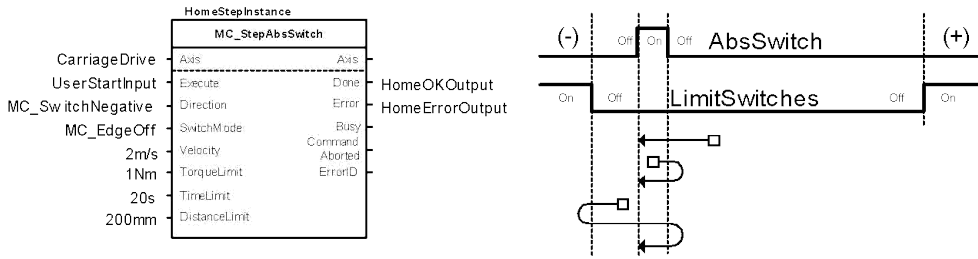 HomeStepInstance
MC_StepAbsSwitch
CarriageDrive Axis Axis
UserStartInput Execute Done HomeOKOutput
MC_SwitchNegative Direction Error HomeErrorOutput
MC_EdgeOff SwitchMode Busy
2m/s Velocity Command Aborted
1Nm TorqueLimit ErrorID
20s TimeLimit
200mm DistanceLimit
(-) Off On Off AbsSwitch (+)
On Off LimitSwitches Off On